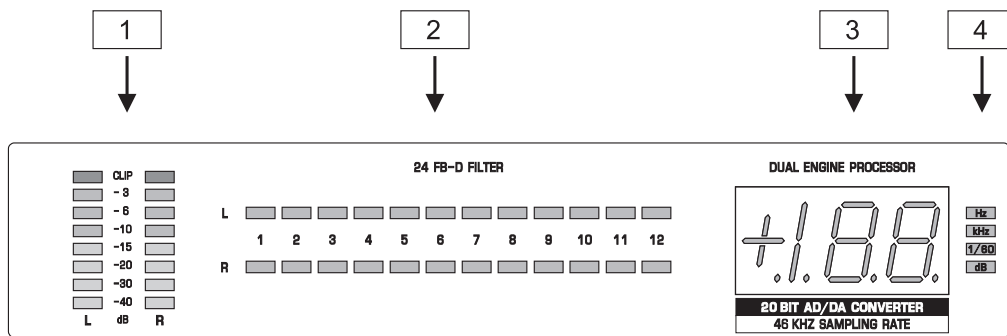 1 2 3 4
24 FB-D FILTER
DUAL ENGINE PROCESSOR
CLIP
- 3
- 6
-10
-15
-20
-30
-40
L dB R
L
1 2 3 4 5 6 7 8 9 10 11 12
R
+1.8.8
Hz
kHz
1/60
dB
20 BIT AD/DA CONVERTER
46 KHZ SAMPLING RATE